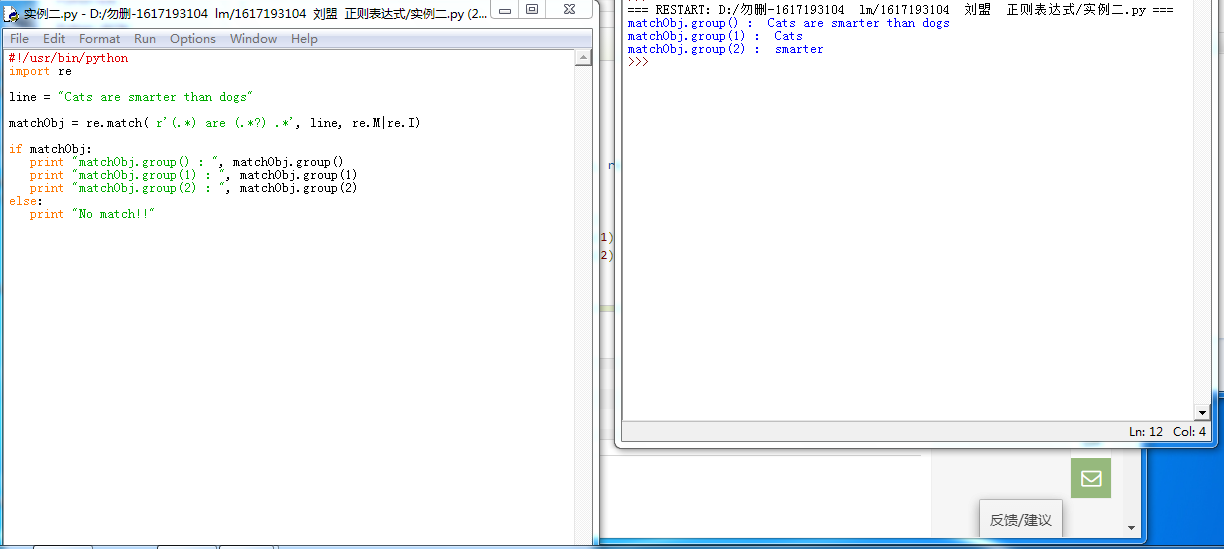 实例二.py - D:/勿删-1617193104 lm/1617193104 刘盟 正则表达式/实例二.py (2...
File Edit Format Run Options Window Help
#!/usr/bin/python
import re
line = "Cats are smarter than dogs"
matchObj = re.match( r'(.*) are (.*?) .*', line, re.M|re.I)
if matchObj:
   print "matchObj.group() : ", matchObj.group()
   print "matchObj.group(1) : ", matchObj.group(1)
   print "matchObj.group(2) : ", matchObj.group(2)
else:
   print "No match!!"
=== RESTART: D:/勿删-1617193104 lm/1617193104 刘盟 正则表达式/实例二.py ===
matchObj.group() :  Cats are smarter than dogs
matchObj.group(1) :  Cats
matchObj.group(2) :  smarter
>>>
n
1)
2)
Ln: 12 Col: 4
反馈/建议